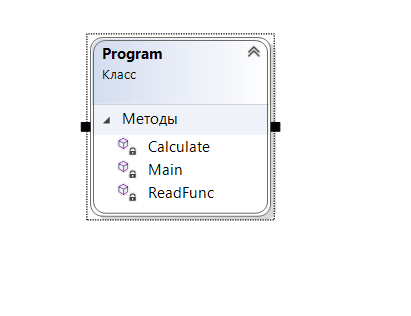 Program
Класс
Методы
Calculate
Main
ReadFunc